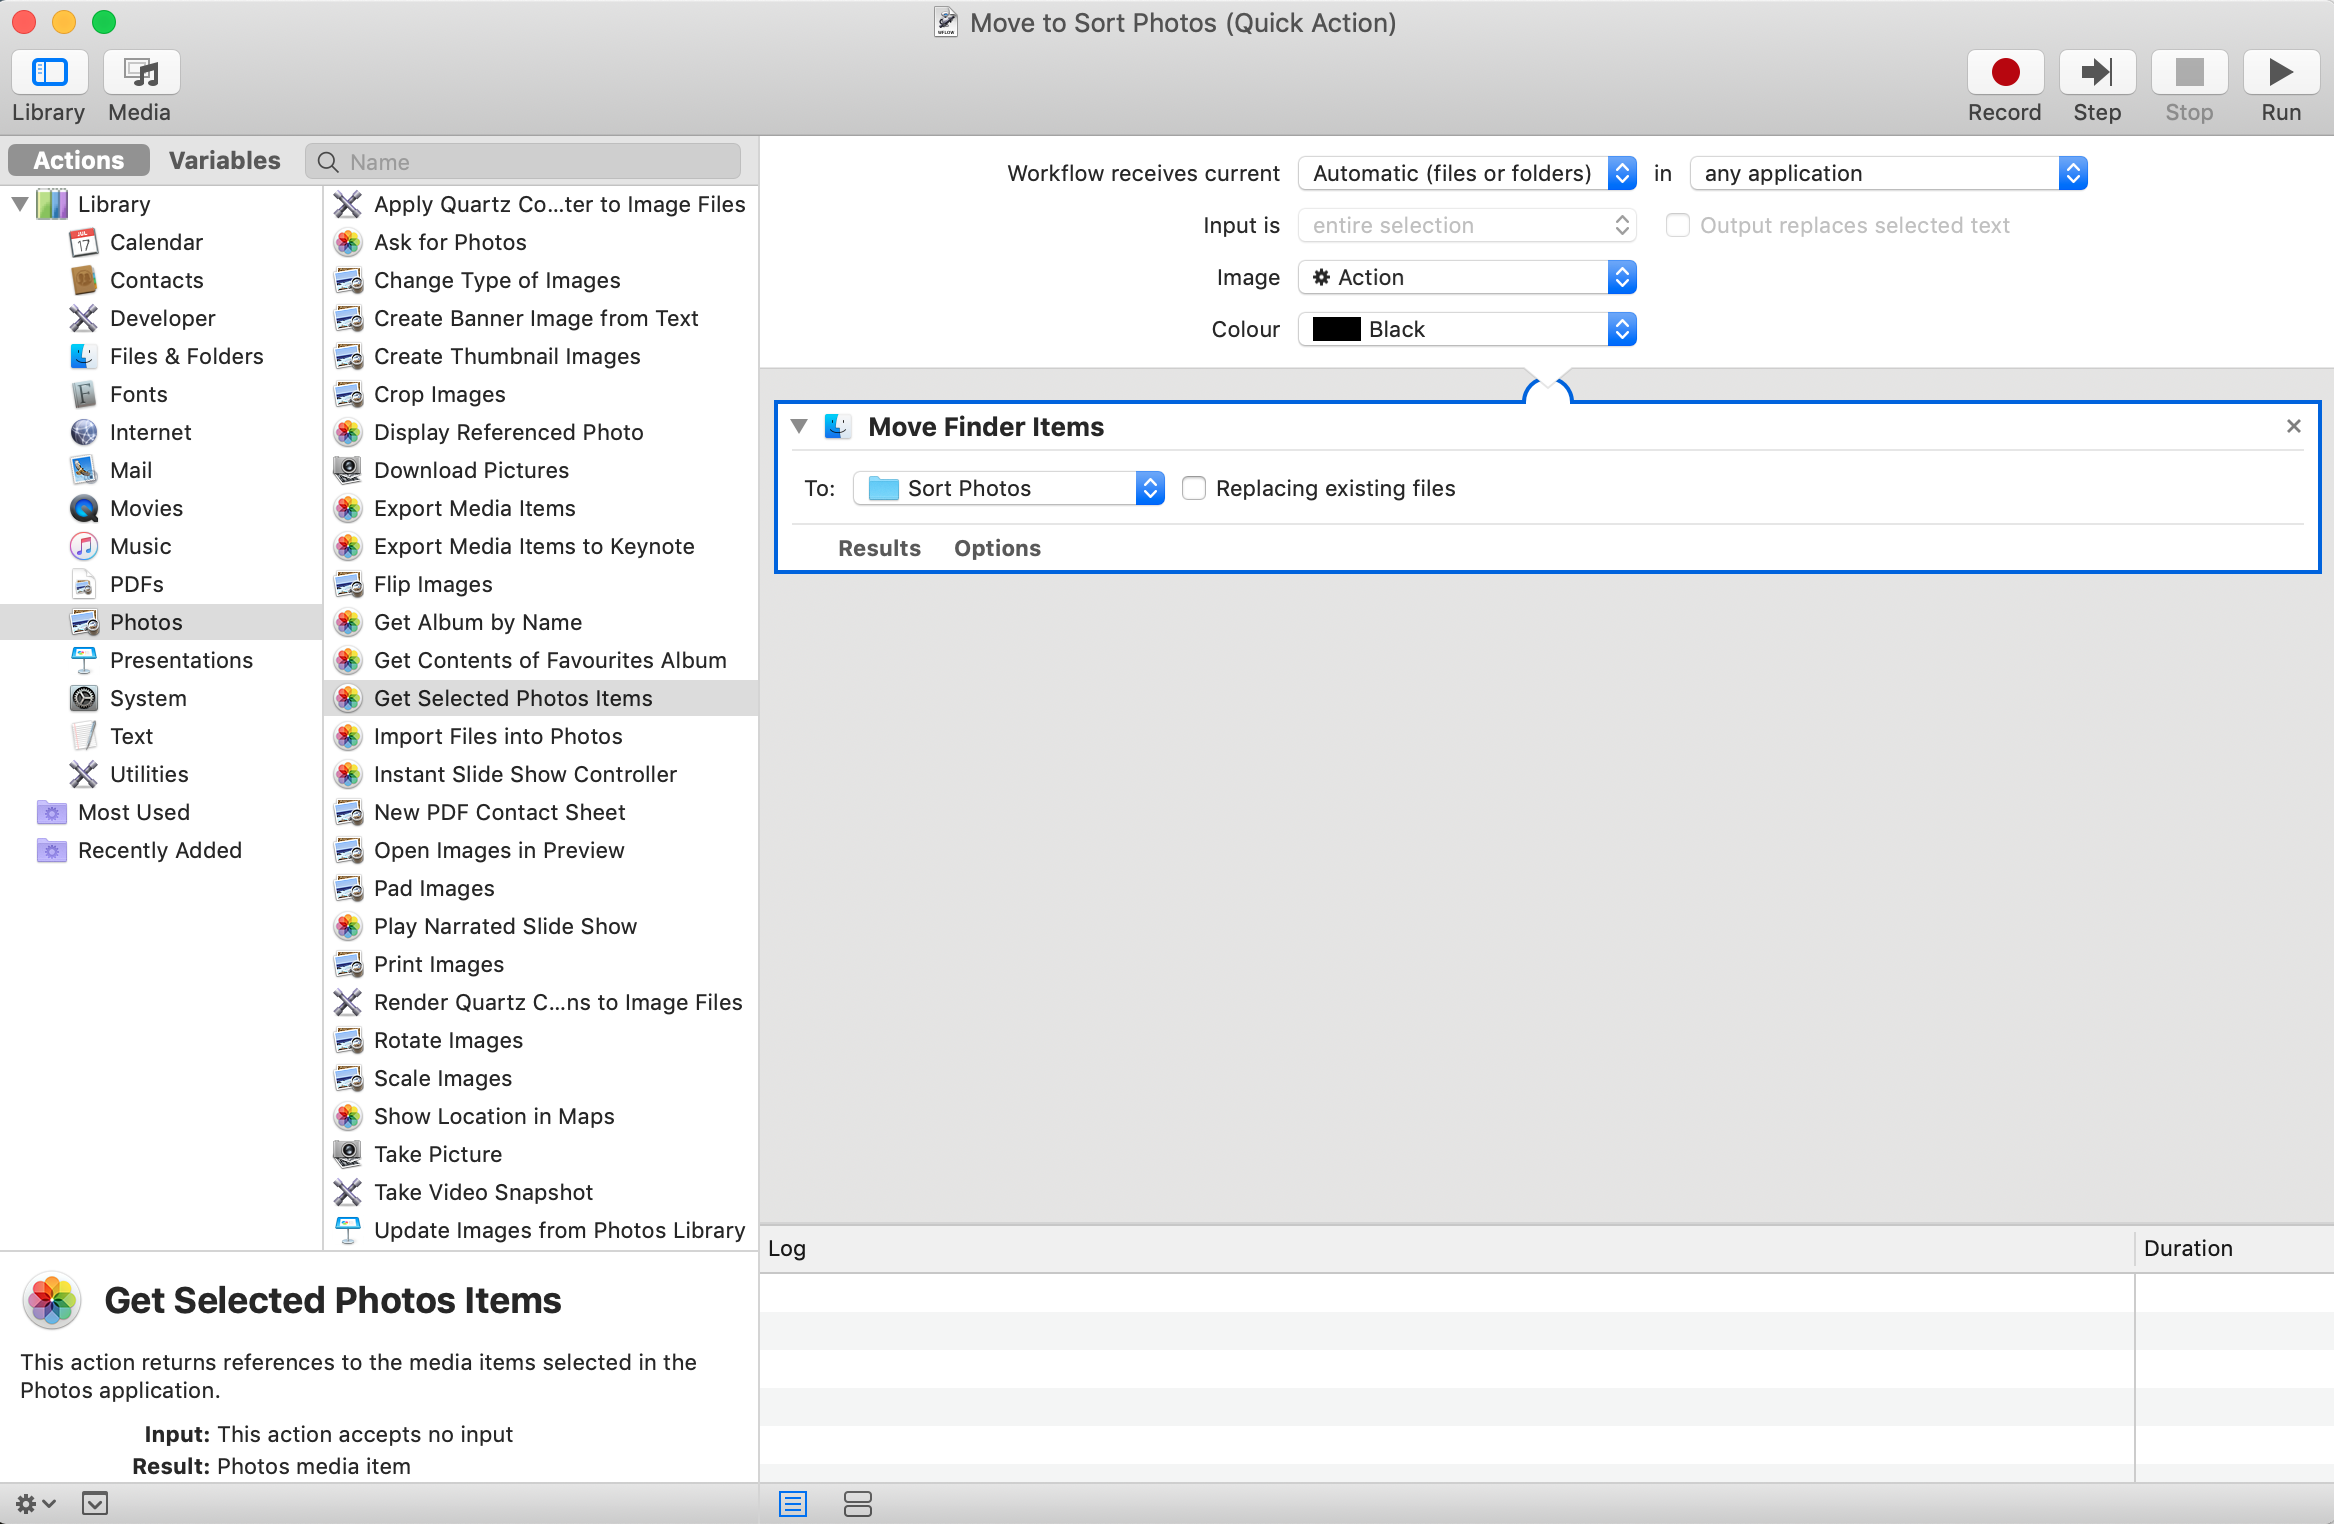 Move to Sort Photos (Quick Action)
Library
Media
Record
Step
Stop
Run
Actions
Variables
Name
Library
Calendar
Contacts
Developer
Files & Folders
Fonts
Internet
Mail
Movies
Music
PDFs
Photos
Presentations
System
Text
Utilities
Most Used
Recently Added
Apply Quartz Co...ter to Image Files
Ask for Photos
Change Type of Images
Create Banner Image from Text
Create Thumbnail Images
Crop Images
Display Referenced Photo
Download Pictures
Export Media Items
Export Media Items to Keynote
Flip Images
Get Album by Name
Get Contents of Favourites Album
Get Selected Photos Items
Import Files into Photos
Instant Slide Show Controller
New PDF Contact Sheet
Open Images in Preview
Pad Images
Play Narrated Slide Show
Print Images
Render Quartz C...ns to Image Files
Rotate Images
Scale Images
Show Location in Maps
Take Picture
Take Video Snapshot
Update Images from Photos Library
Get Selected Photos Items
This action returns references to the media items selected in the
Photos application.
Input: This action accepts no input
Result: Photos media item
Workflow receives current Automatic (files or folders) in any application
Input is entire selection Output replaces selected text
Image Action
Colour Black
Move Finder Items
To: Sort Photos Replacing existing files
Results Options
Log Duration